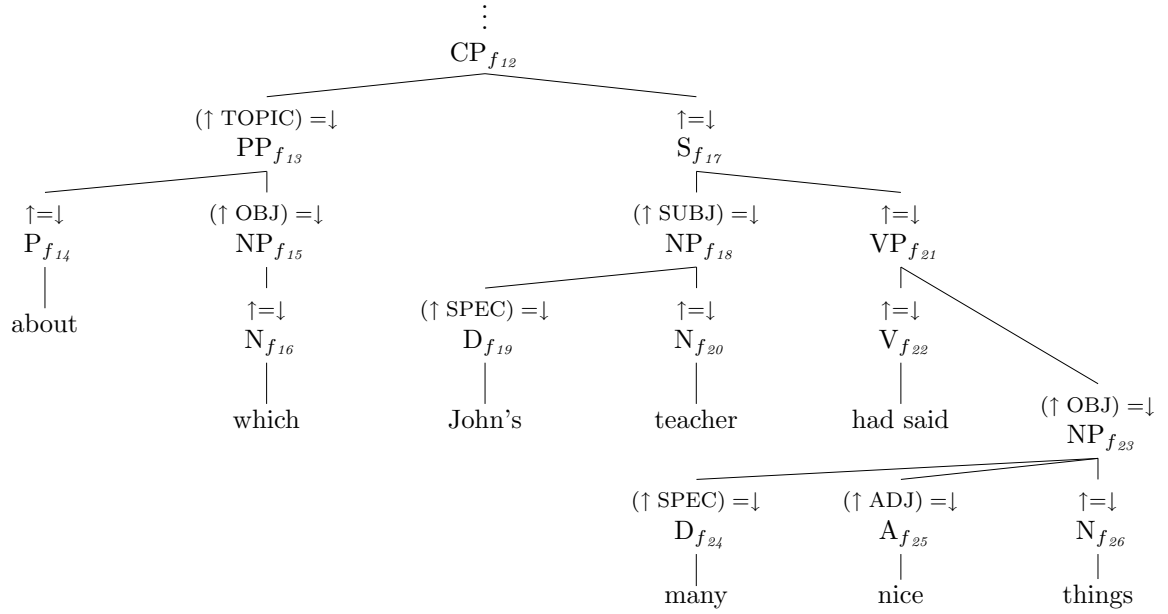 ⋮
CP f12
(↑ TOPIC) =↓ ↑=↓
PP f13 S f17
↑=↓ (↑ OBJ) =↓ (↑ SUBJ) =↓ ↑=↓
P f14 NP f15 NP f18 VP f21
about ↑=↓ (↑ SPEC) =↓ ↑=↓ ↑=↓
N f16 D f19 N f20 V f22
which John's teacher had said (↑ OBJ) =↓
NP f23
(↑ SPEC) =↓ (↑ ADJ) =↓ ↑=↓
D f24 A f25 N f26
many nice things